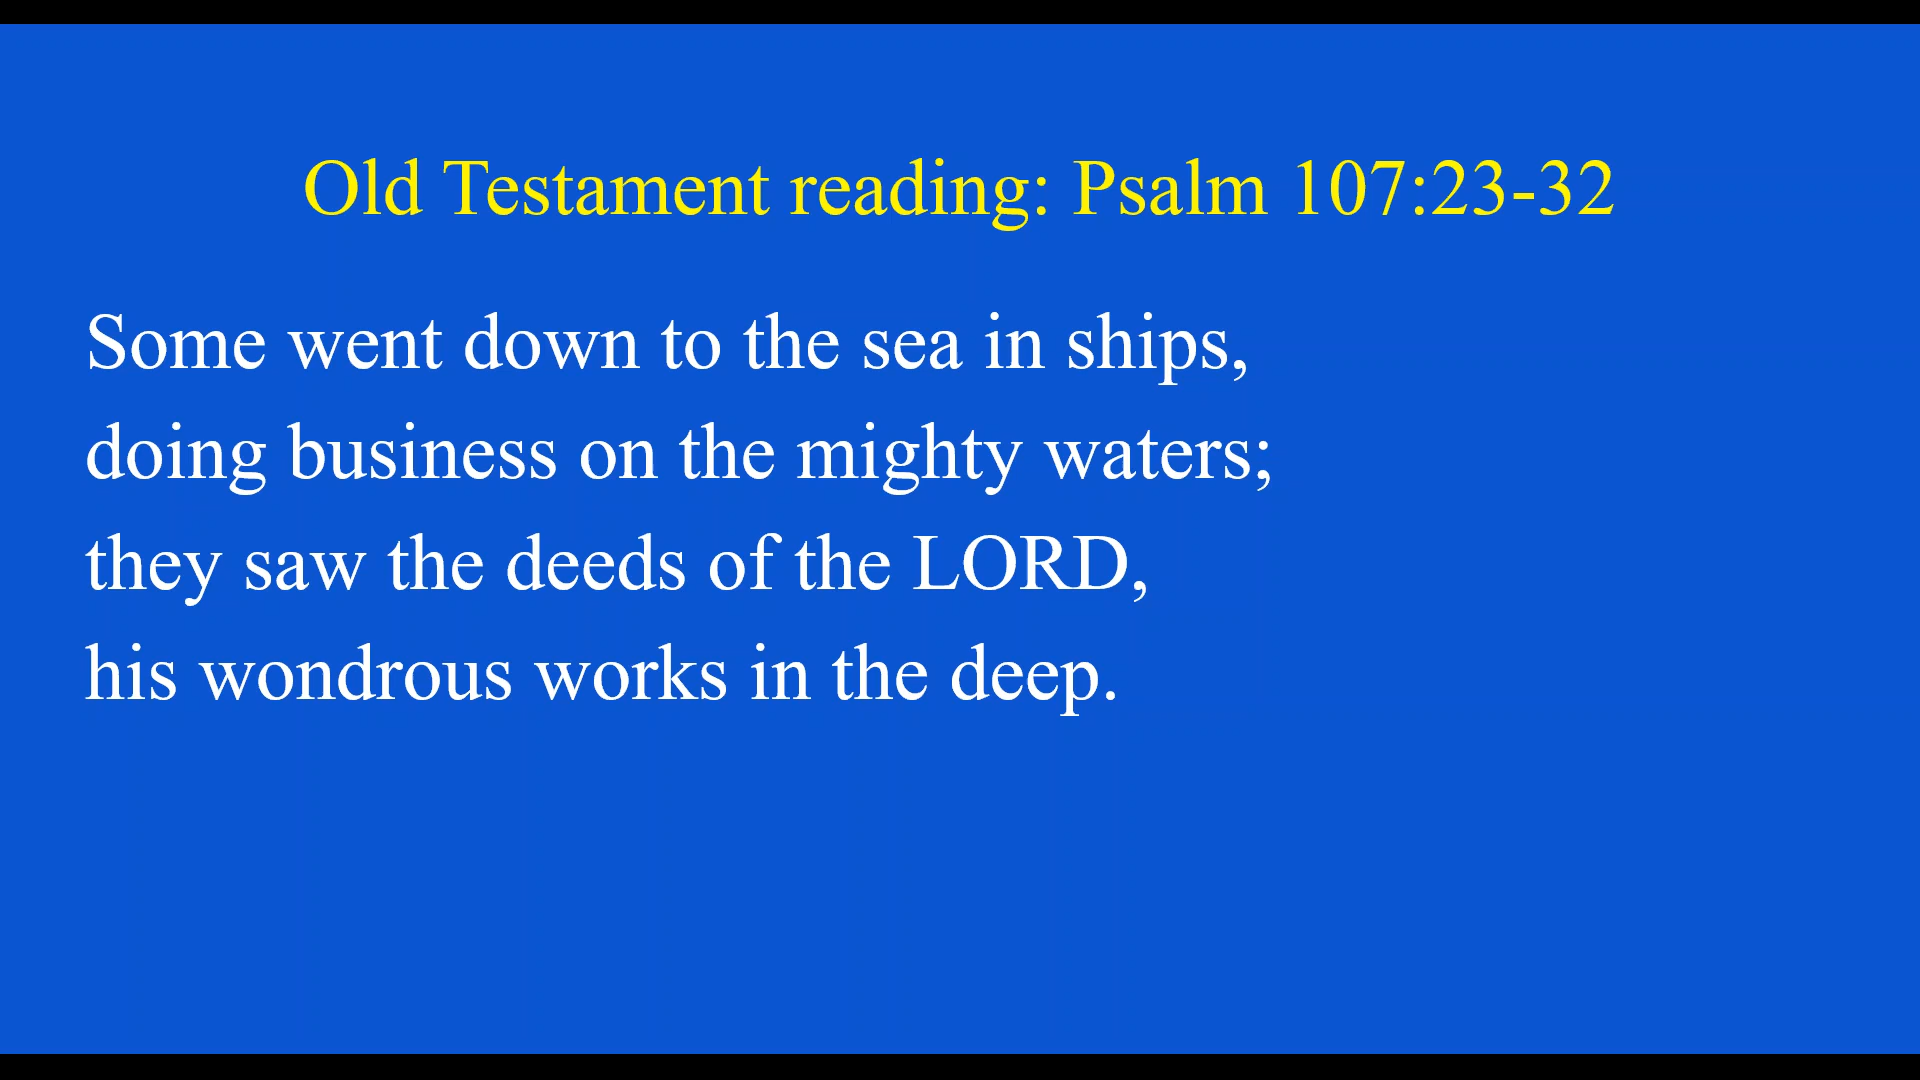 Old Testament reading: Psalm 107:23-32
Some went down to the sea in ships,
doing business on the mighty waters;
they saw the deeds of the LORD,
his wondrous works in the deep.